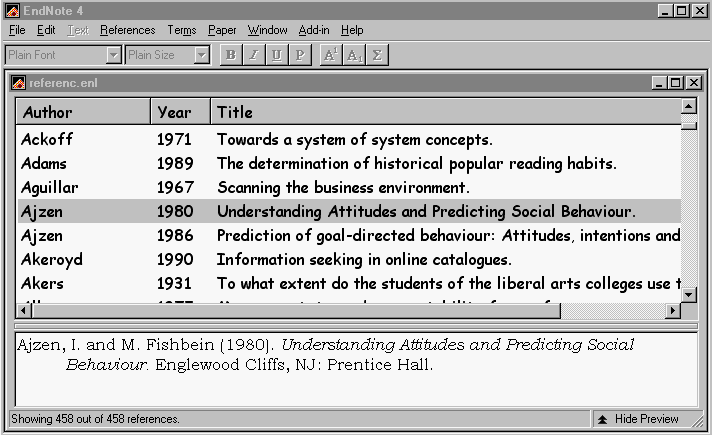 EndNote 4
File Edit Text References Terms Paper Window Add-in Help
Plain Font Plain Size B I U P A¹ A₁ Σ
referenc.enl
Author Year Title
Ackoff 1971 Towards a system of system concepts.
Adams 1989 The determination of historical popular reading habits.
Aguillar 1967 Scanning the business environment.
Ajzen 1980 Understanding Attitudes and Predicting Social Behaviour.
Ajzen 1986 Prediction of goal-directed behaviour: Attitudes, intentions and
Akeroyd 1990 Information seeking in online catalogues.
Akers 1931 To what extent do the students of the liberal arts colleges use
Ajzen, I. and M. Fishbein (1980). Understanding Attitudes and Predicting Social
Behaviour. Englewood Cliffs, NJ: Prentice Hall.
Showing 458 out of 458 references. Hide Preview